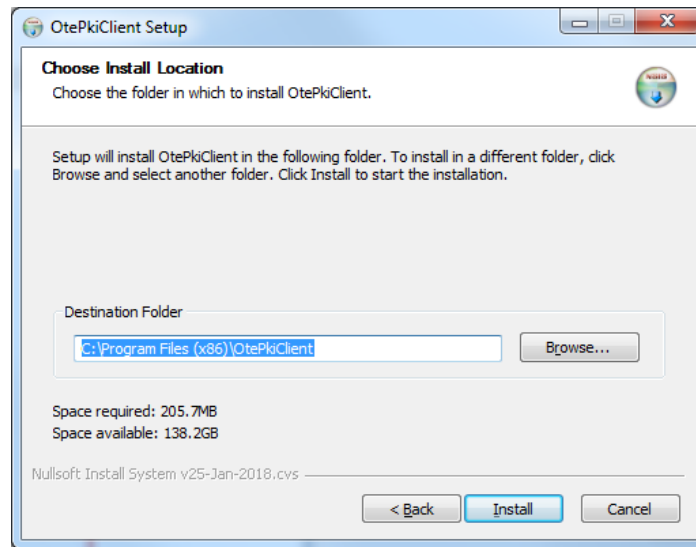 OtePkiClient Setup
Choose Install Location
Choose the folder in which to install OtePkiClient.
Setup will install OtePkiClient in the following folder. To install in a different folder, click
Browse and select another folder. Click Install to start the installation.
Destination Folder
C:\Program Files (x86)\OtePkiClient
Browse...
Space required: 205.7MB
Space available: 138.2GB
Nullsoft Install System v25-Jan-2018.cvs
< Back
Install
Cancel